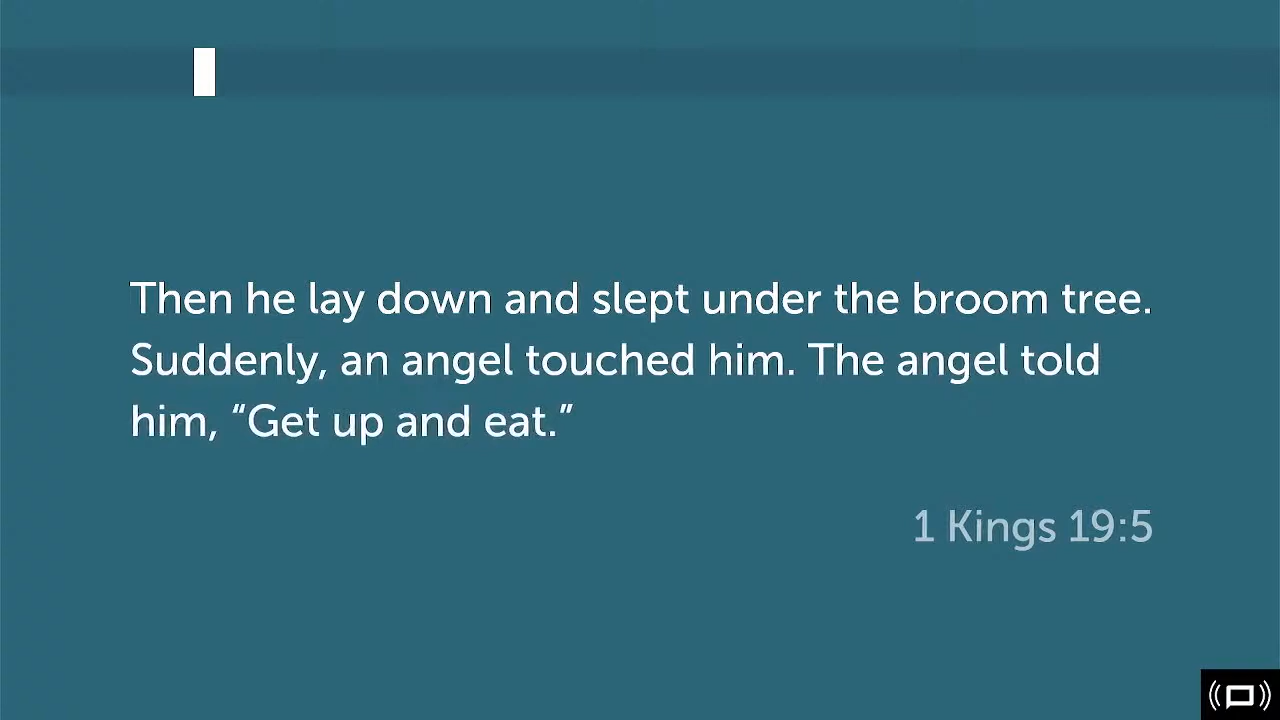 Then he lay down and slept under the broom tree.
Suddenly, an angel touched him. The angel told
him, “Get up and eat.”
1 Kings 19:5